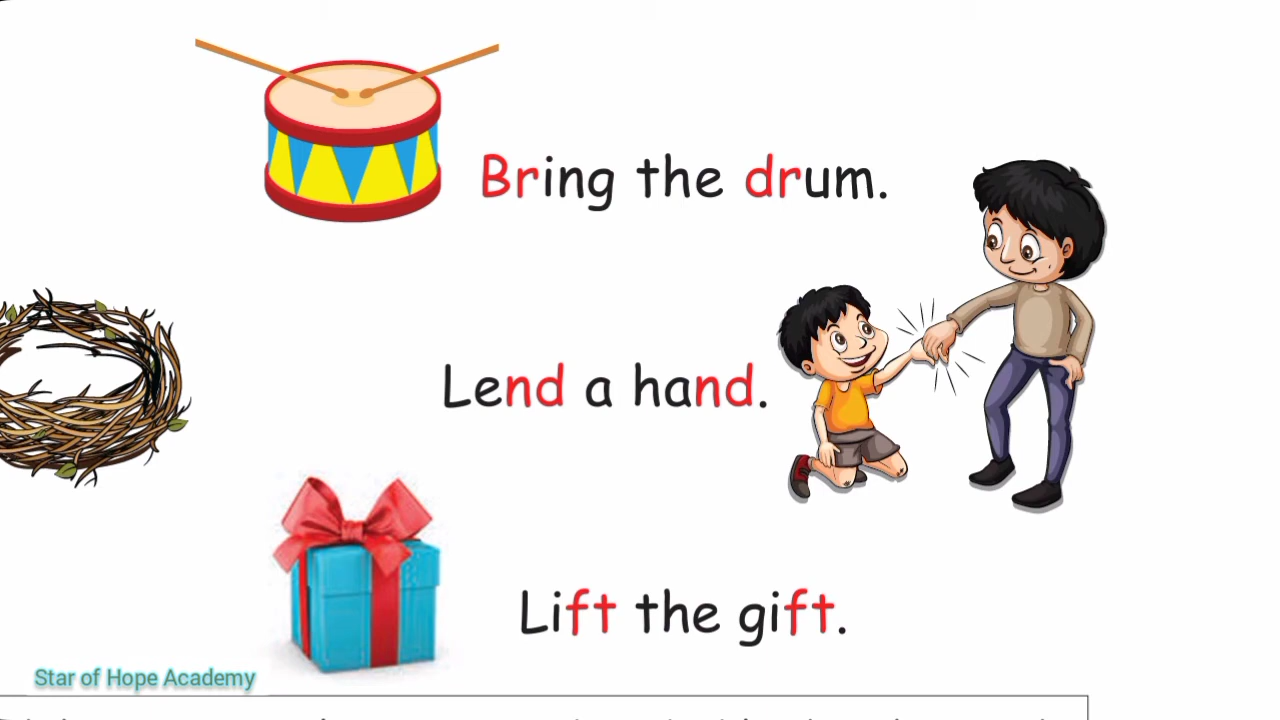 Bring the drum.
Lend a hand.
Lift the gift.
Star of Hope Academy